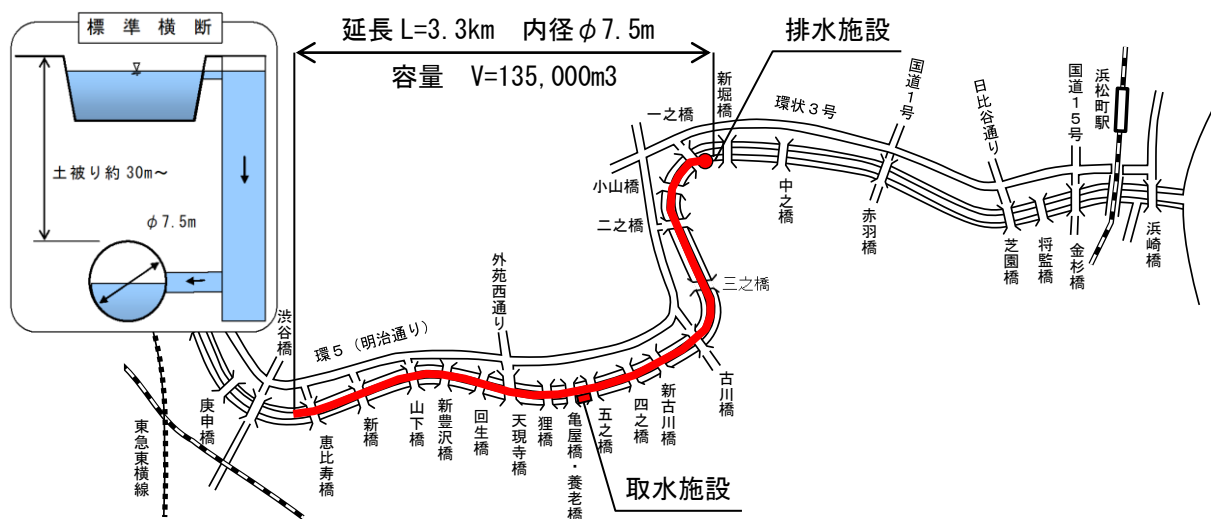 標準横断
土被り約30m～
φ7.5m
延長L=3.3km 内径φ7.5m
容量 V=135,000m3
排水施設
取水施設
一之橋
新堀橋
環状3号
国道1号
日比谷通り
国道15号
浜松町駅
小山橋
二之橋
中之橋
赤羽橋
芝園橋
将監橋
金杉橋
浜崎橋
三之橋
外苑西通り
渋谷橋
環5（明治通り）
古川橋
新古川橋
四之橋
五之橋
亀屋橋・養老橋
狸橋
天現寺橋
回生橋
新豊沢橋
山下橋
新橋
恵比寿橋
庚申橋
東急東横線